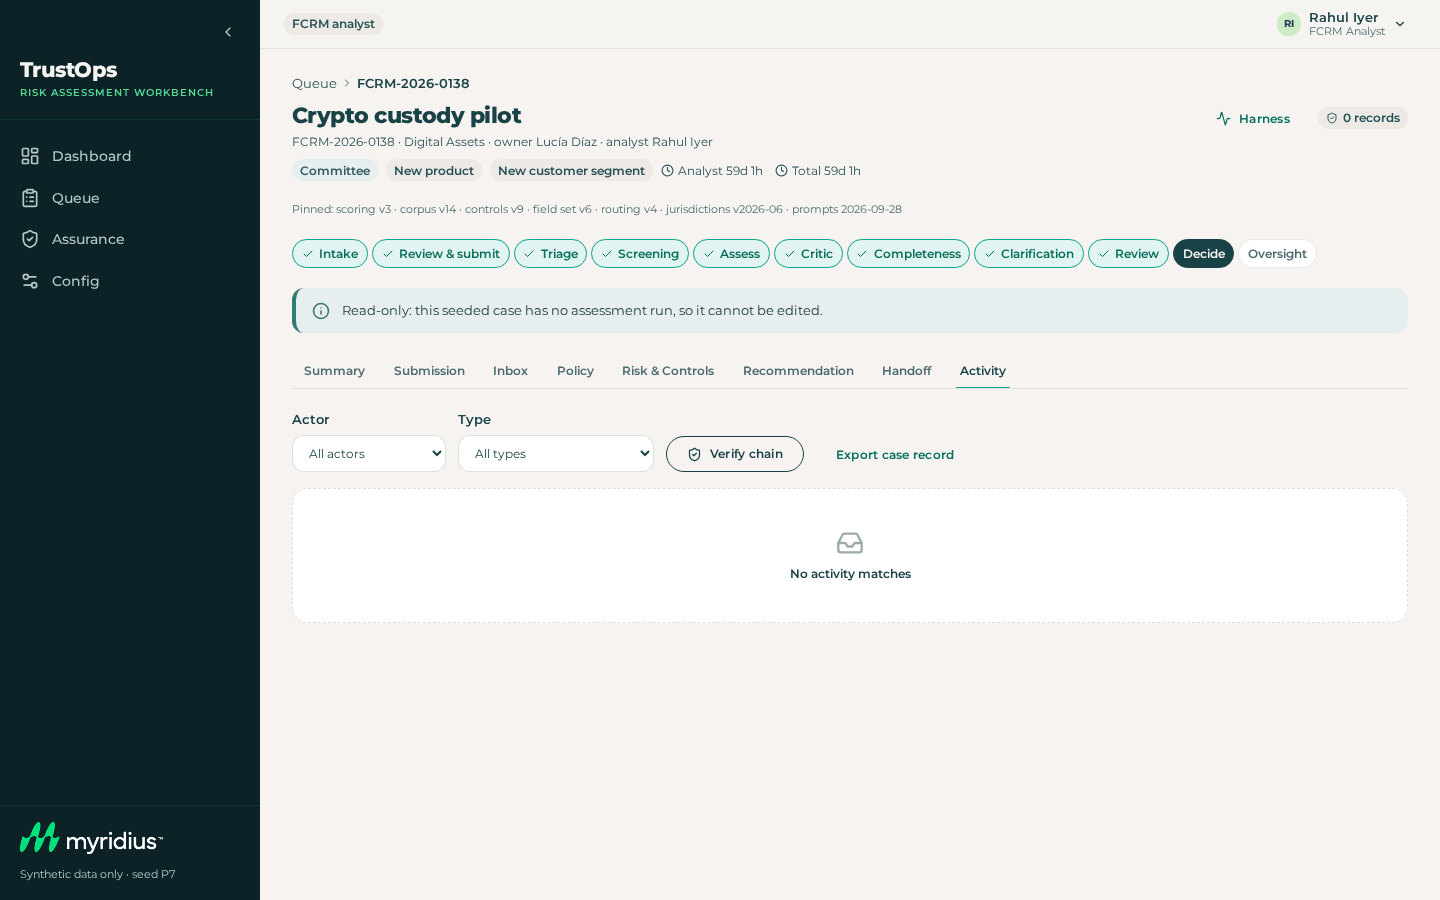 FCRM analyst
RI
Rahul Iyer
FCRM Analyst
TrustOps
RISK ASSESSMENT WORKBENCH
Dashboard
Queue
Assurance
Config
Queue > FCRM-2026-0138
Crypto custody pilot
Harness
0 records
FCRM-2026-0138 · Digital Assets · owner Lucía Díaz · analyst Rahul Iyer
Committee New product New customer segment Analyst 59d 1h Total 59d 1h
Pinned: scoring v3 · corpus v14 · controls v9 · field set v6 · routing v4 · jurisdictions v2026-06 · prompts 2026-09-28
Intake Review & submit Triage Screening Assess Critic Completeness Clarification Review Decide Oversight
Read-only: this seeded case has no assessment run, so it cannot be edited.
Summary Submission Inbox Policy Risk & Controls Recommendation Handoff Activity
Actor Type
All actors All types Verify chain Export case record
No activity matches
myridius™
Synthetic data only · seed P7